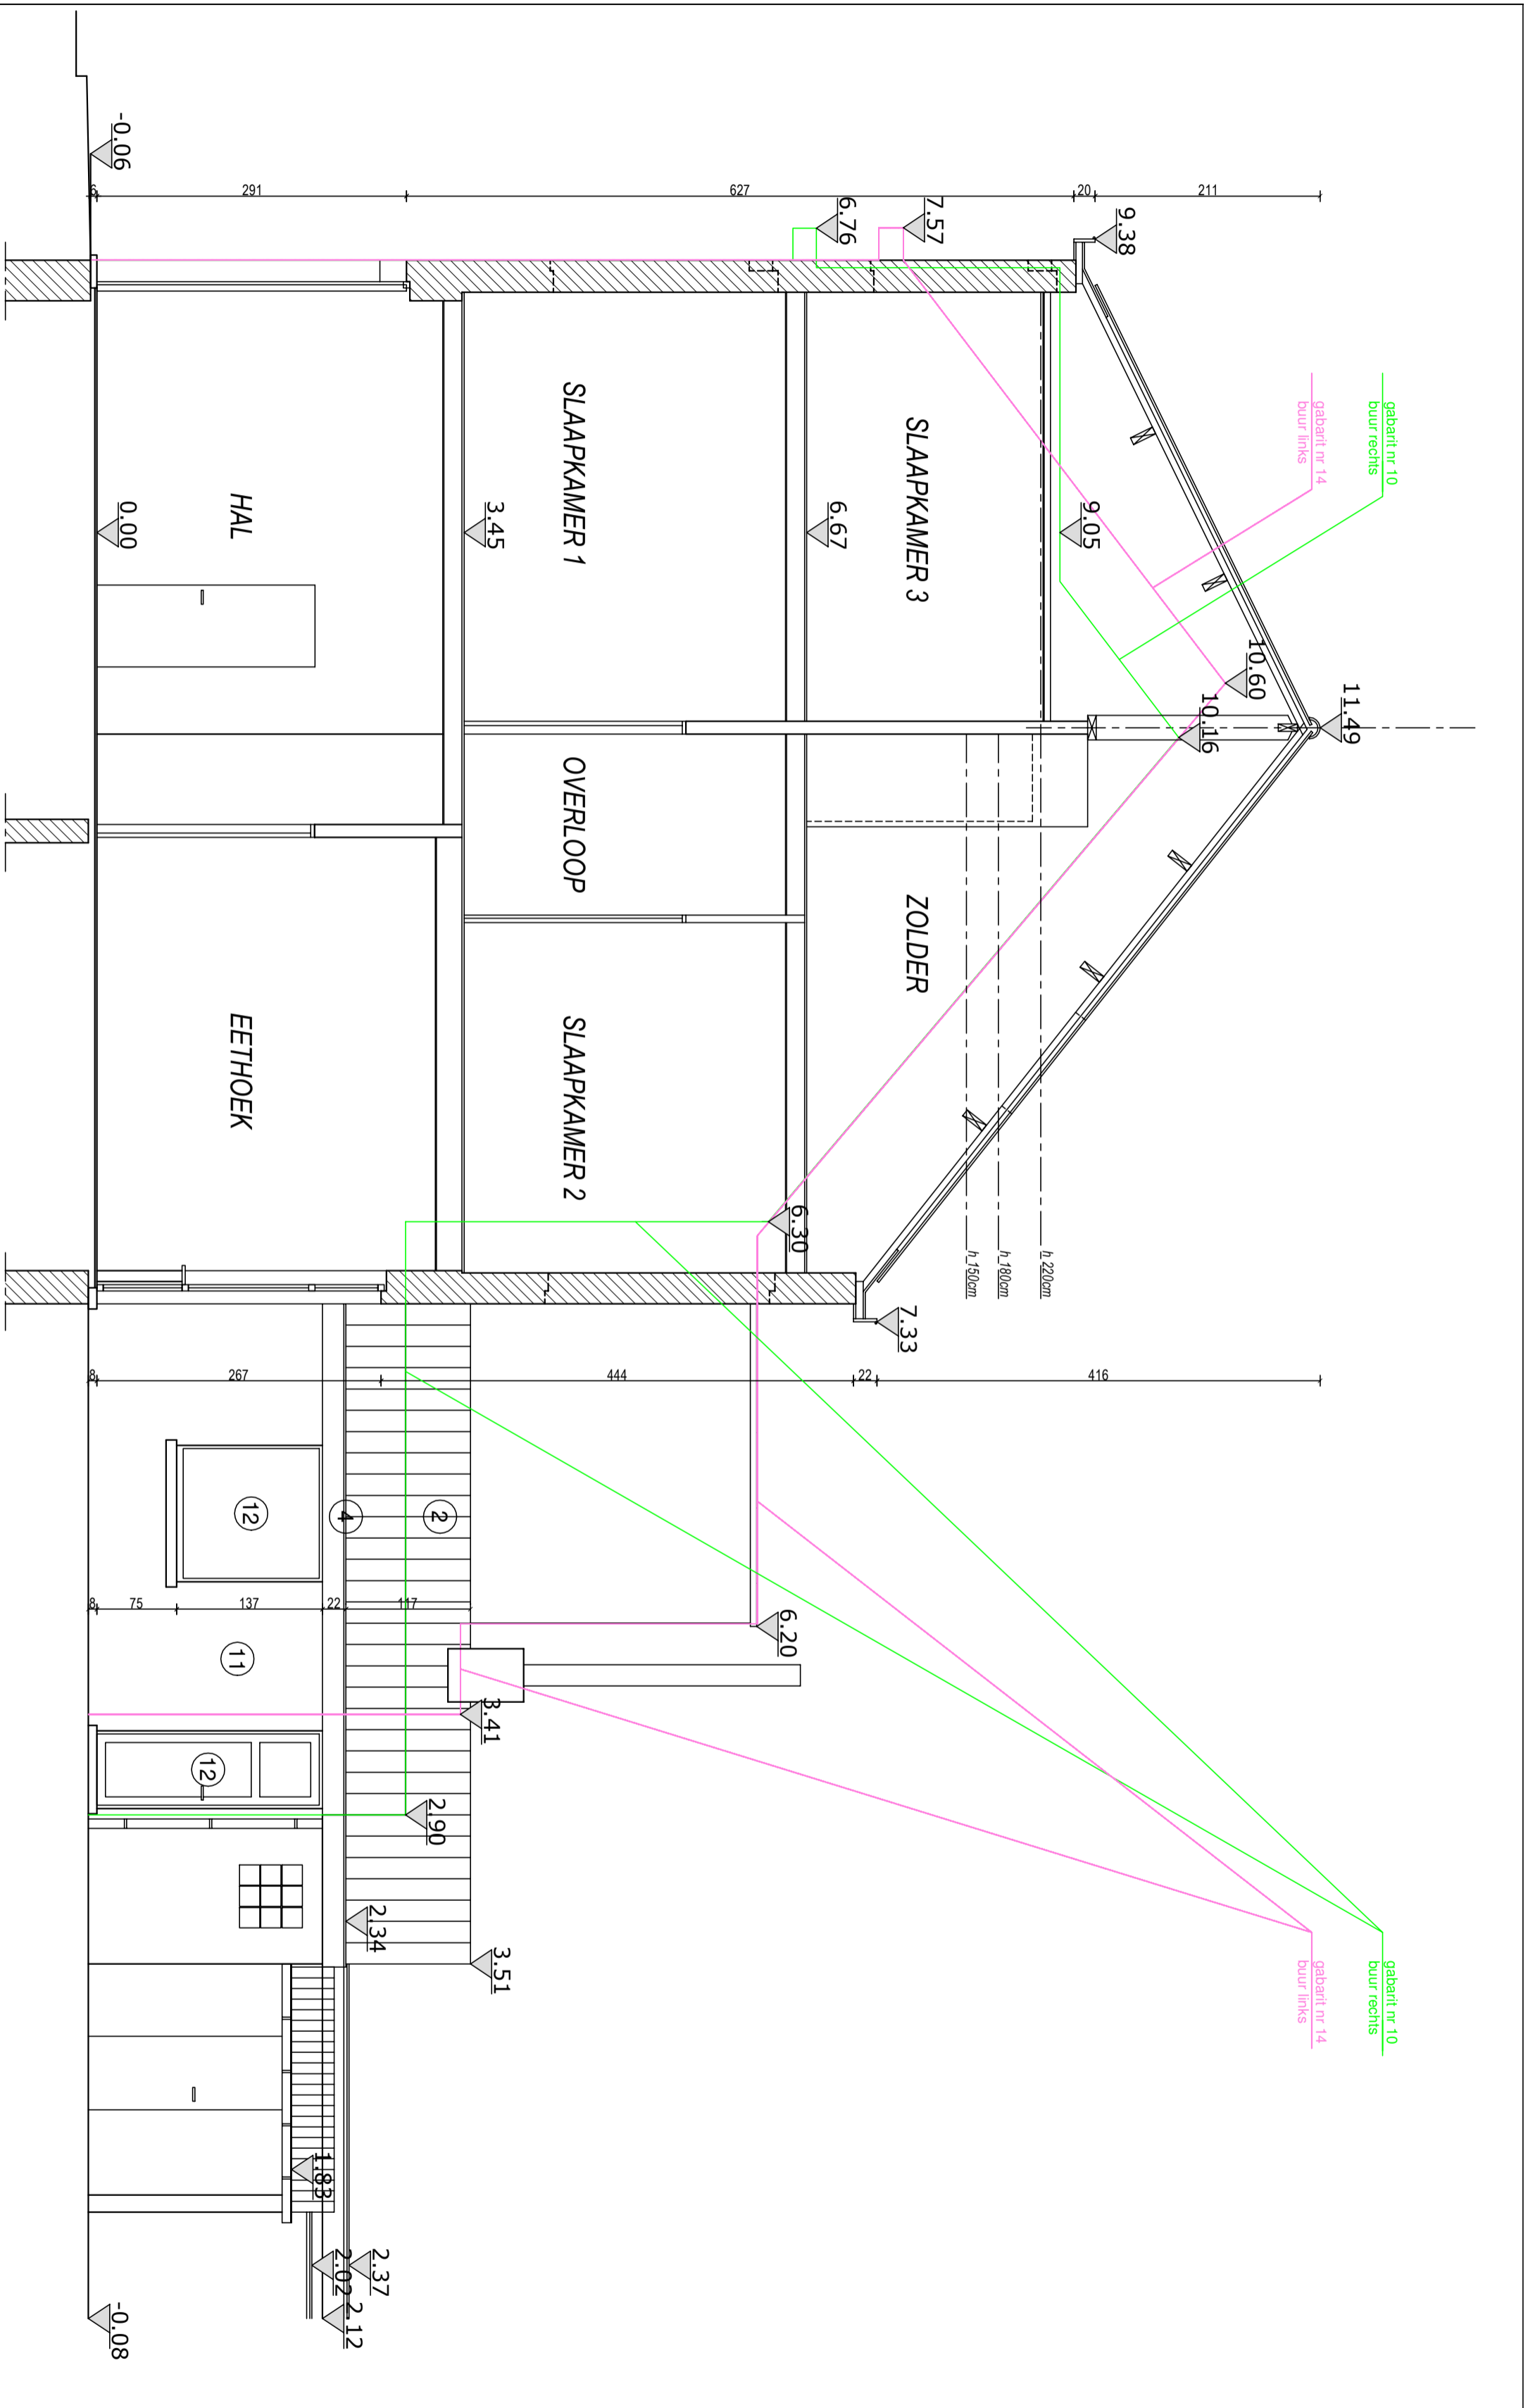 gabarit nr 10
buur rechts
gabarit nr 14
buur links
gabarit nr 10
buur rechts
gabarit nr 14
buur links
11.49
10.60
10.16
9.38
9.05
7.57
6.76
6.67
7.33
6.30
6.20
3.45
3.41
3.51
2.90
2.34
2.37
2.12
2.02
1.83
0.00
-0.06
-0.08
h 220cm
h 180cm
h 150cm
SLAAPKAMER 3
ZOLDER
SLAAPKAMER 1
OVERLOOP
SLAAPKAMER 2
HAL
EETHOEK
211
20
627
291
6
416
22
444
267
8
117
22
137
75
8
2
4
12
11
12